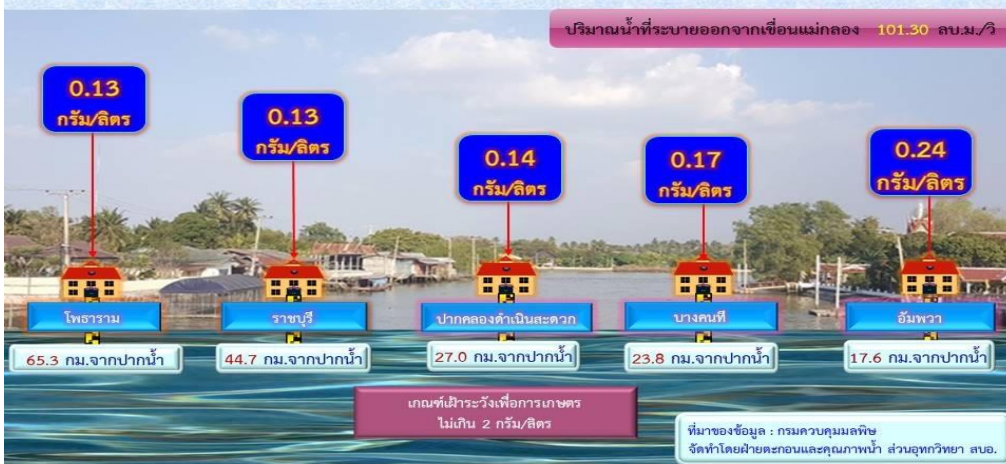 ปริมาณน้ำที่ระบายออกจากเขื่อนแม่กลอง 101.30 ลบ.ม./วิ
0.13
กรัม/ลิตร
0.13
กรัม/ลิตร
0.14
กรัม/ลิตร
0.17
กรัม/ลิตร
0.24
กรัม/ลิตร
โพธาราม
ราชบุรี
ปากคลองดำเนินสะดวก
บางคนที
อัมพวา
65.3 กม.จากปากน้ำ
44.7 กม.จากปากน้ำ
27.0 กม.จากปากน้ำ
23.8 กม.จากปากน้ำ
17.6 กม.จากปากน้ำ
เกณฑ์เฝ้าระวังเพื่อการเกษตร
ไม่เกิน 2 กรัม/ลิตร
ที่มาของข้อมูล : กรมควบคุมมลพิษ
จัดทำโดยฝ่ายตะกอนและคุณภาพน้ำ ส่วนอุทกวิทยา สบอ.